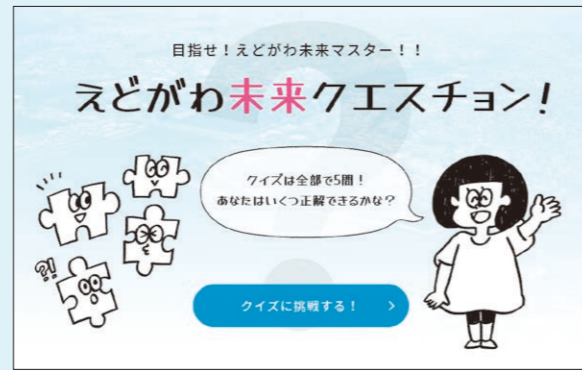 目指せ！えどがわ未来マスター！！
えどがわ未来クエスチョン！
クイズは全部で5問！
あなたはいくつ正解できるかな？
?!
クイズに挑戦する！